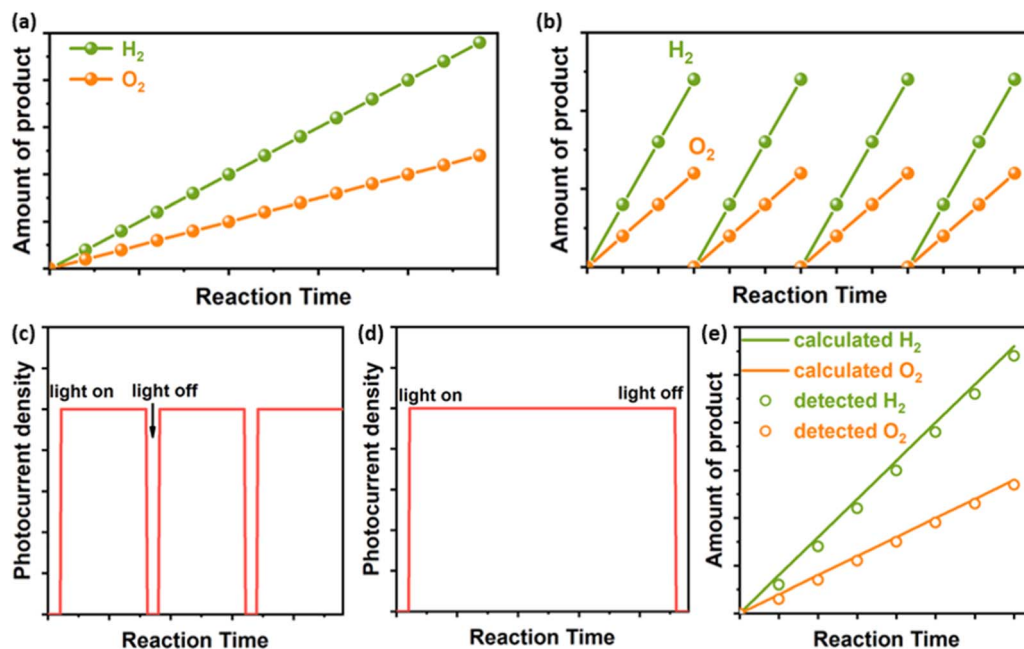 (a)
Amount of product
H₂
O₂
Reaction Time
(b)
Amount of product
H₂
O₂
Reaction Time
(c)
Photocurrent density
light on
light off
Reaction Time
(d)
Photocurrent density
light on
light off
Reaction Time
(e)
Amount of product
calculated H₂
calculated O₂
detected H₂
detected O₂
Reaction Time